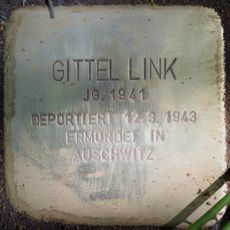 GITTEL LINK
JG. 1941
DEPORTIERT 12.3.1943
ERMORDET IN
AUSCHWITZ